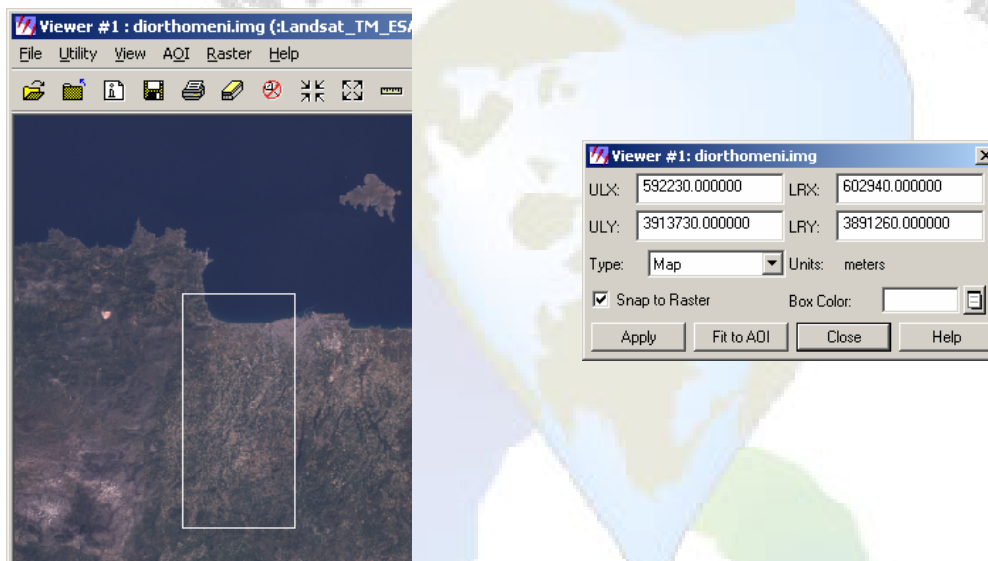 Viewer #1 : diorthomeni.img (:Landsat_TM_ESA
File Utility View AOI Raster Help
Viewer #1: diorthomeni.img
ULX: 592230.000000 LRX: 602940.000000
ULY: 3913730.000000 LRY: 3891260.000000
Type: Map Units: meters
Snap to Raster Box Color:
Apply Fit to AOI Close Help